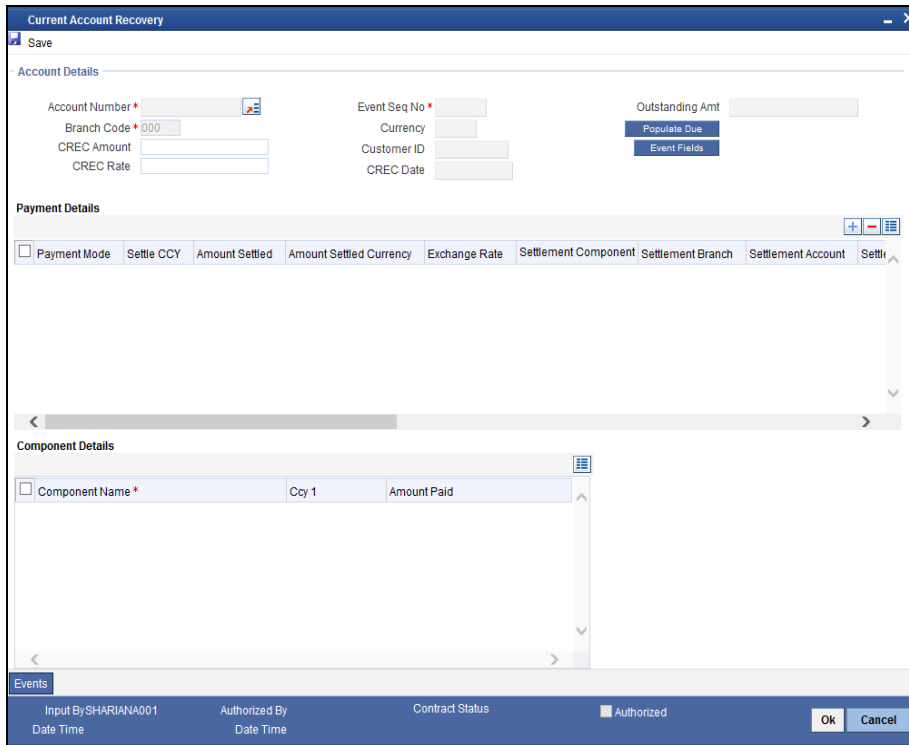 Current Account Recovery
Save
Account Details
Account Number *
Branch Code * 000
CREC Amount
CREC Rate
Event Seq No *
Currency
Customer ID
CREC Date
Outstanding Amt
Populate Due
Event Fields
Payment Details
Payment Mode Settle CCY Amount Settled Amount Settled Currency Exchange Rate Settlement Component Settlement Branch Settlement Account
Component Details
Component Name * Ccy 1 Amount Paid
Events
Input By SHARIANA001 Authorized By Contract Status Authorized
Date Time Date Time
Ok Cancel